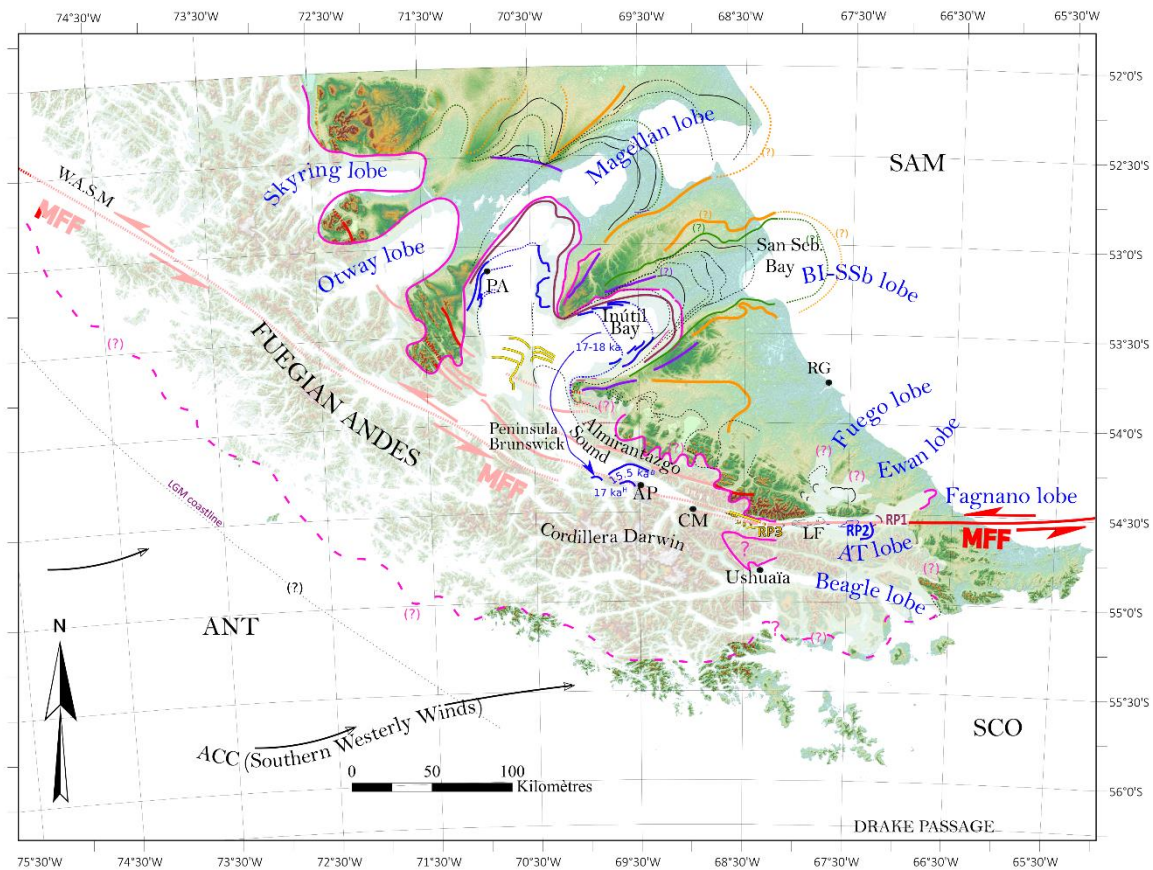 74°30'W 73°30'W 72°30'W 71°30'W 70°30'W 69°30'W 68°30'W 67°30'W 66°30'W 65°30'W
52°0'S
52°30'S
53°0'S
53°30'S
54°0'S
54°30'S
55°0'S
55°30'S
56°0'S
75°30'W 74°30'W 73°30'W 72°30'W 71°30'W 70°30'W 69°30'W 68°30'W 67°30'W 66°30'W 65°30'W
Magellan lobe
(?)
SAM
Skyring lobe
W.A.S.M
MFF
Otway lobe
(?)
(?)
(?)
(?)
San Seb.
Bay
BI-SSb lobe
(?)
PA
Inútil
Bay
17-18 ka
(?)
FUEGIAN ANDES
RG
Peninsula
Brunswick
Almirantazgo
Sound
(?)
(?)
Fuego lobe
(?)
(?)
Ewan lobe
(?)
Fagnano lobe
MFF
15.5 kaᴴ
17 kaᴴ
AP
CM
RP3
LF
RP2
RP1
MFF
AT lobe
Cordillera Darwin
?
Ushuaïa
Beagle lobe
(?)
LGM coastline
(?)
(?)
ANT
?
(?)
N
ACC (Southern Westerly Winds)
SCO
0 50 100
Kilomètres
DRAKE PASSAGE